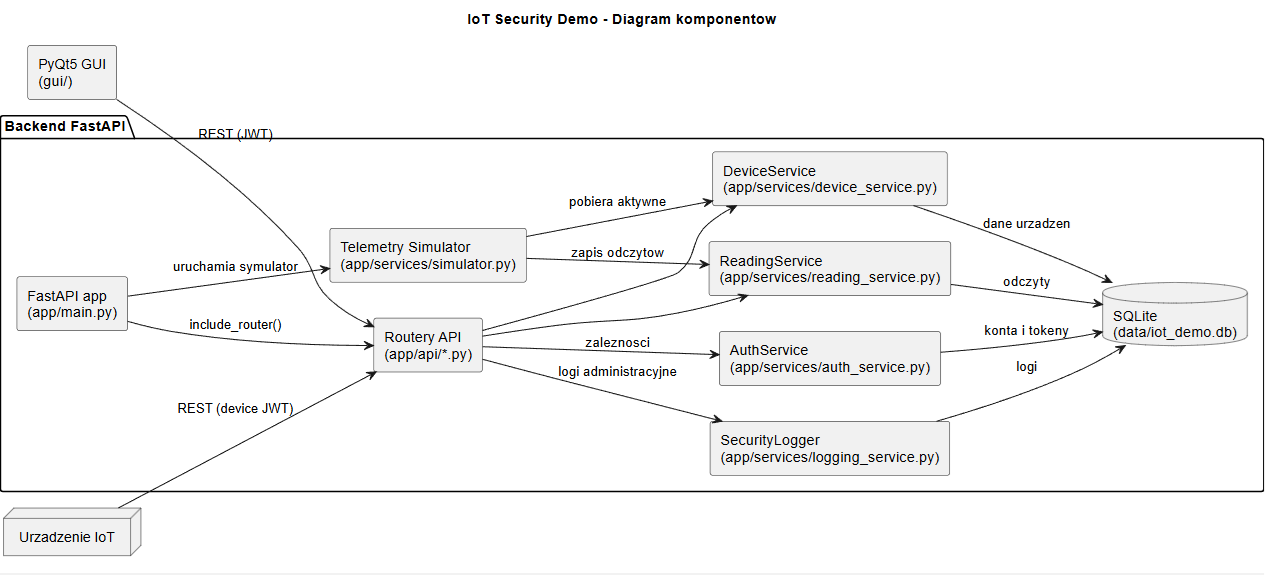 IoT Security Demo - Diagram komponentow
PyQt5 GUI
(gui/)
REST (JWT)
Backend FastAPI
DeviceService
(app/services/device_service.py)
pobiera aktywne
dane urzadzen
Telemetry Simulator
(app/services/simulator.py)
zapis odczytow
ReadingService
(app/services/reading_service.py)
uruchamia symulator
odczyty
FastAPI app
(app/main.py)
include_router()
SQLite
(data/iot_demo.db)
Routery API
(app/api/*.py)
zaleznosci
AuthService
(app/services/auth_service.py)
konta i tokeny
logi administracyjne
logi
REST (device JWT)
SecurityLogger
(app/services/logging_service.py)
Urzadzenie IoT